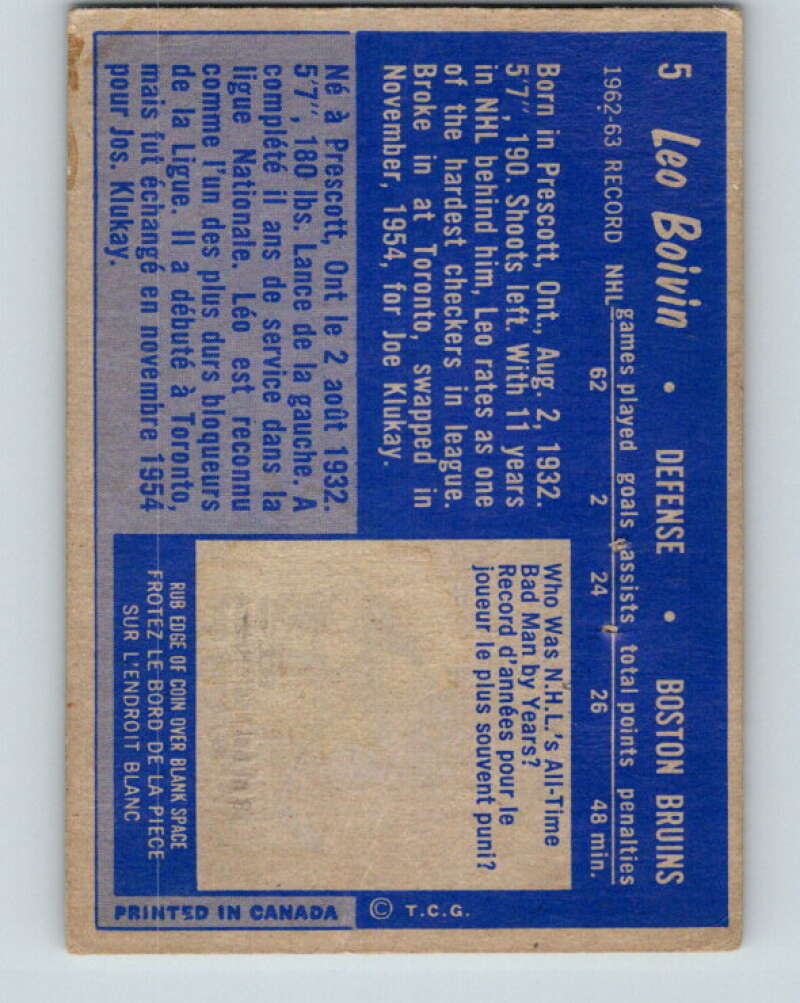 5 Leo Boivin • DEFENSE • BOSTON BRUINS
games played goals assists total points penalties
1962-63 RECORD NHL 62 2 24 26 48 min.
Born in Prescott, Ont., Aug. 2, 1932.
5'7", 190. Shoots left. With 11 years
in NHL behind him, Leo rates as one
of the hardest checkers in league.
Broke in at Toronto, swapped in
November, 1954, for Joe Klukay.
Né à Prescott, Ont le 2 août 1932.
5'7", 180 lbs. Lance de la gauche. A
complété il ans de service dans la
ligue Nationale. Léo est reconnu
comme l'un des plus durs bloqueurs
de la Ligue. Il a débuté à Toronto,
mais fut échangé en novembre 1954
pour Jos. Klukay.
Who Was N.H.L.'s All-Time
Bad Man by Years?
Record d'années pour le
joueur le plus souvent puni?
RUB EDGE OF COIN OVER BLANK SPACE
FROTEZ LE BORD DE LA PIECE
SUR L'ENDROIT BLANC
© T.C.G.
PRINTED IN CANADA